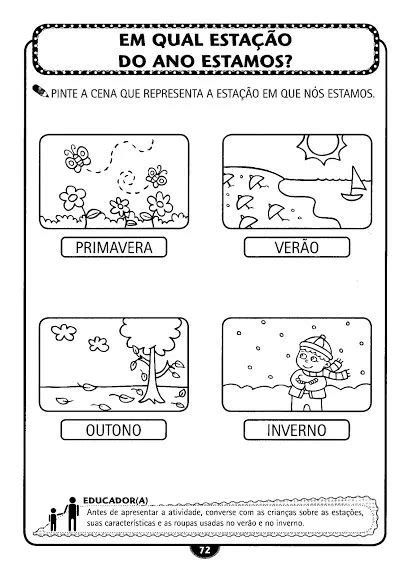 EM QUAL ESTAÇÃO
DO ANO ESTAMOS?
PINTE A CENA QUE REPRESENTA A ESTAÇÃO EM QUE NÓS ESTAMOS.
PRIMAVERA
VERÃO
OUTONO
INVERNO
EDUCADOR(A)
Antes de apresentar a atividade, converse com as crianças sobre as estações,
suas características e as roupas usadas no verão e no inverno.
72